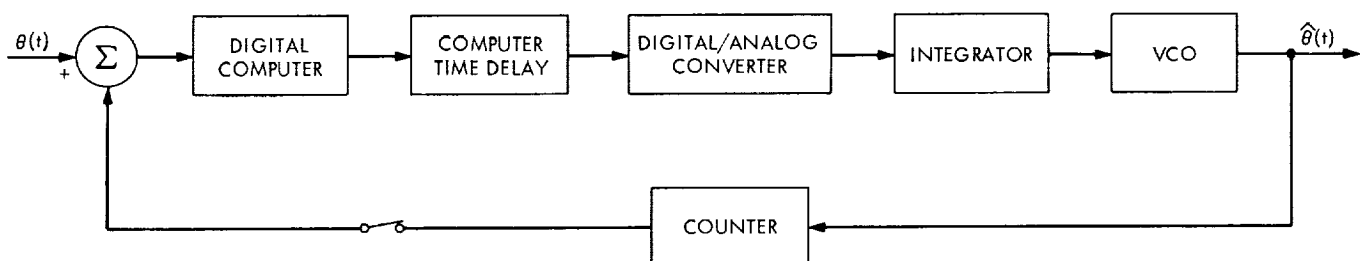 θ(t)
+
Σ
DIGITAL
COMPUTER
COMPUTER
TIME DELAY
DIGITAL/ANALOG
CONVERTER
INTEGRATOR
VCO
θ̂(t)
COUNTER